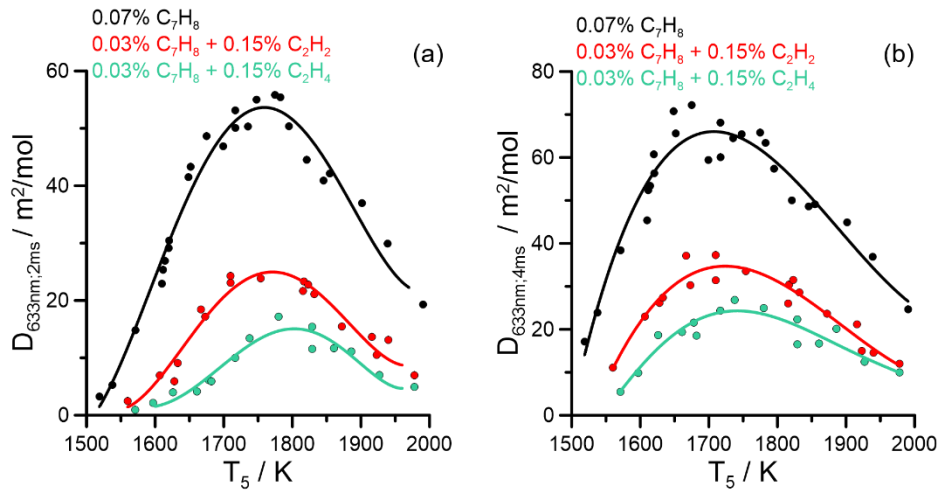 0.07% C₇H₈
0.03% C₇H₈ + 0.15% C₂H₂
0.03% C₇H₈ + 0.15% C₂H₄
(a)
D₆₃₃ₙₘ;₂ₘₛ / m²/mol
60
40
20
0
1500 1600 1700 1800 1900 2000
T₅ / K
0.07% C₇H₈
0.03% C₇H₈ + 0.15% C₂H₂
0.03% C₇H₈ + 0.15% C₂H₄
(b)
D₆₃₃ₙₘ;₄ₘₛ / m²/mol
80
60
40
20
0
1500 1600 1700 1800 1900 2000
T₅ / K